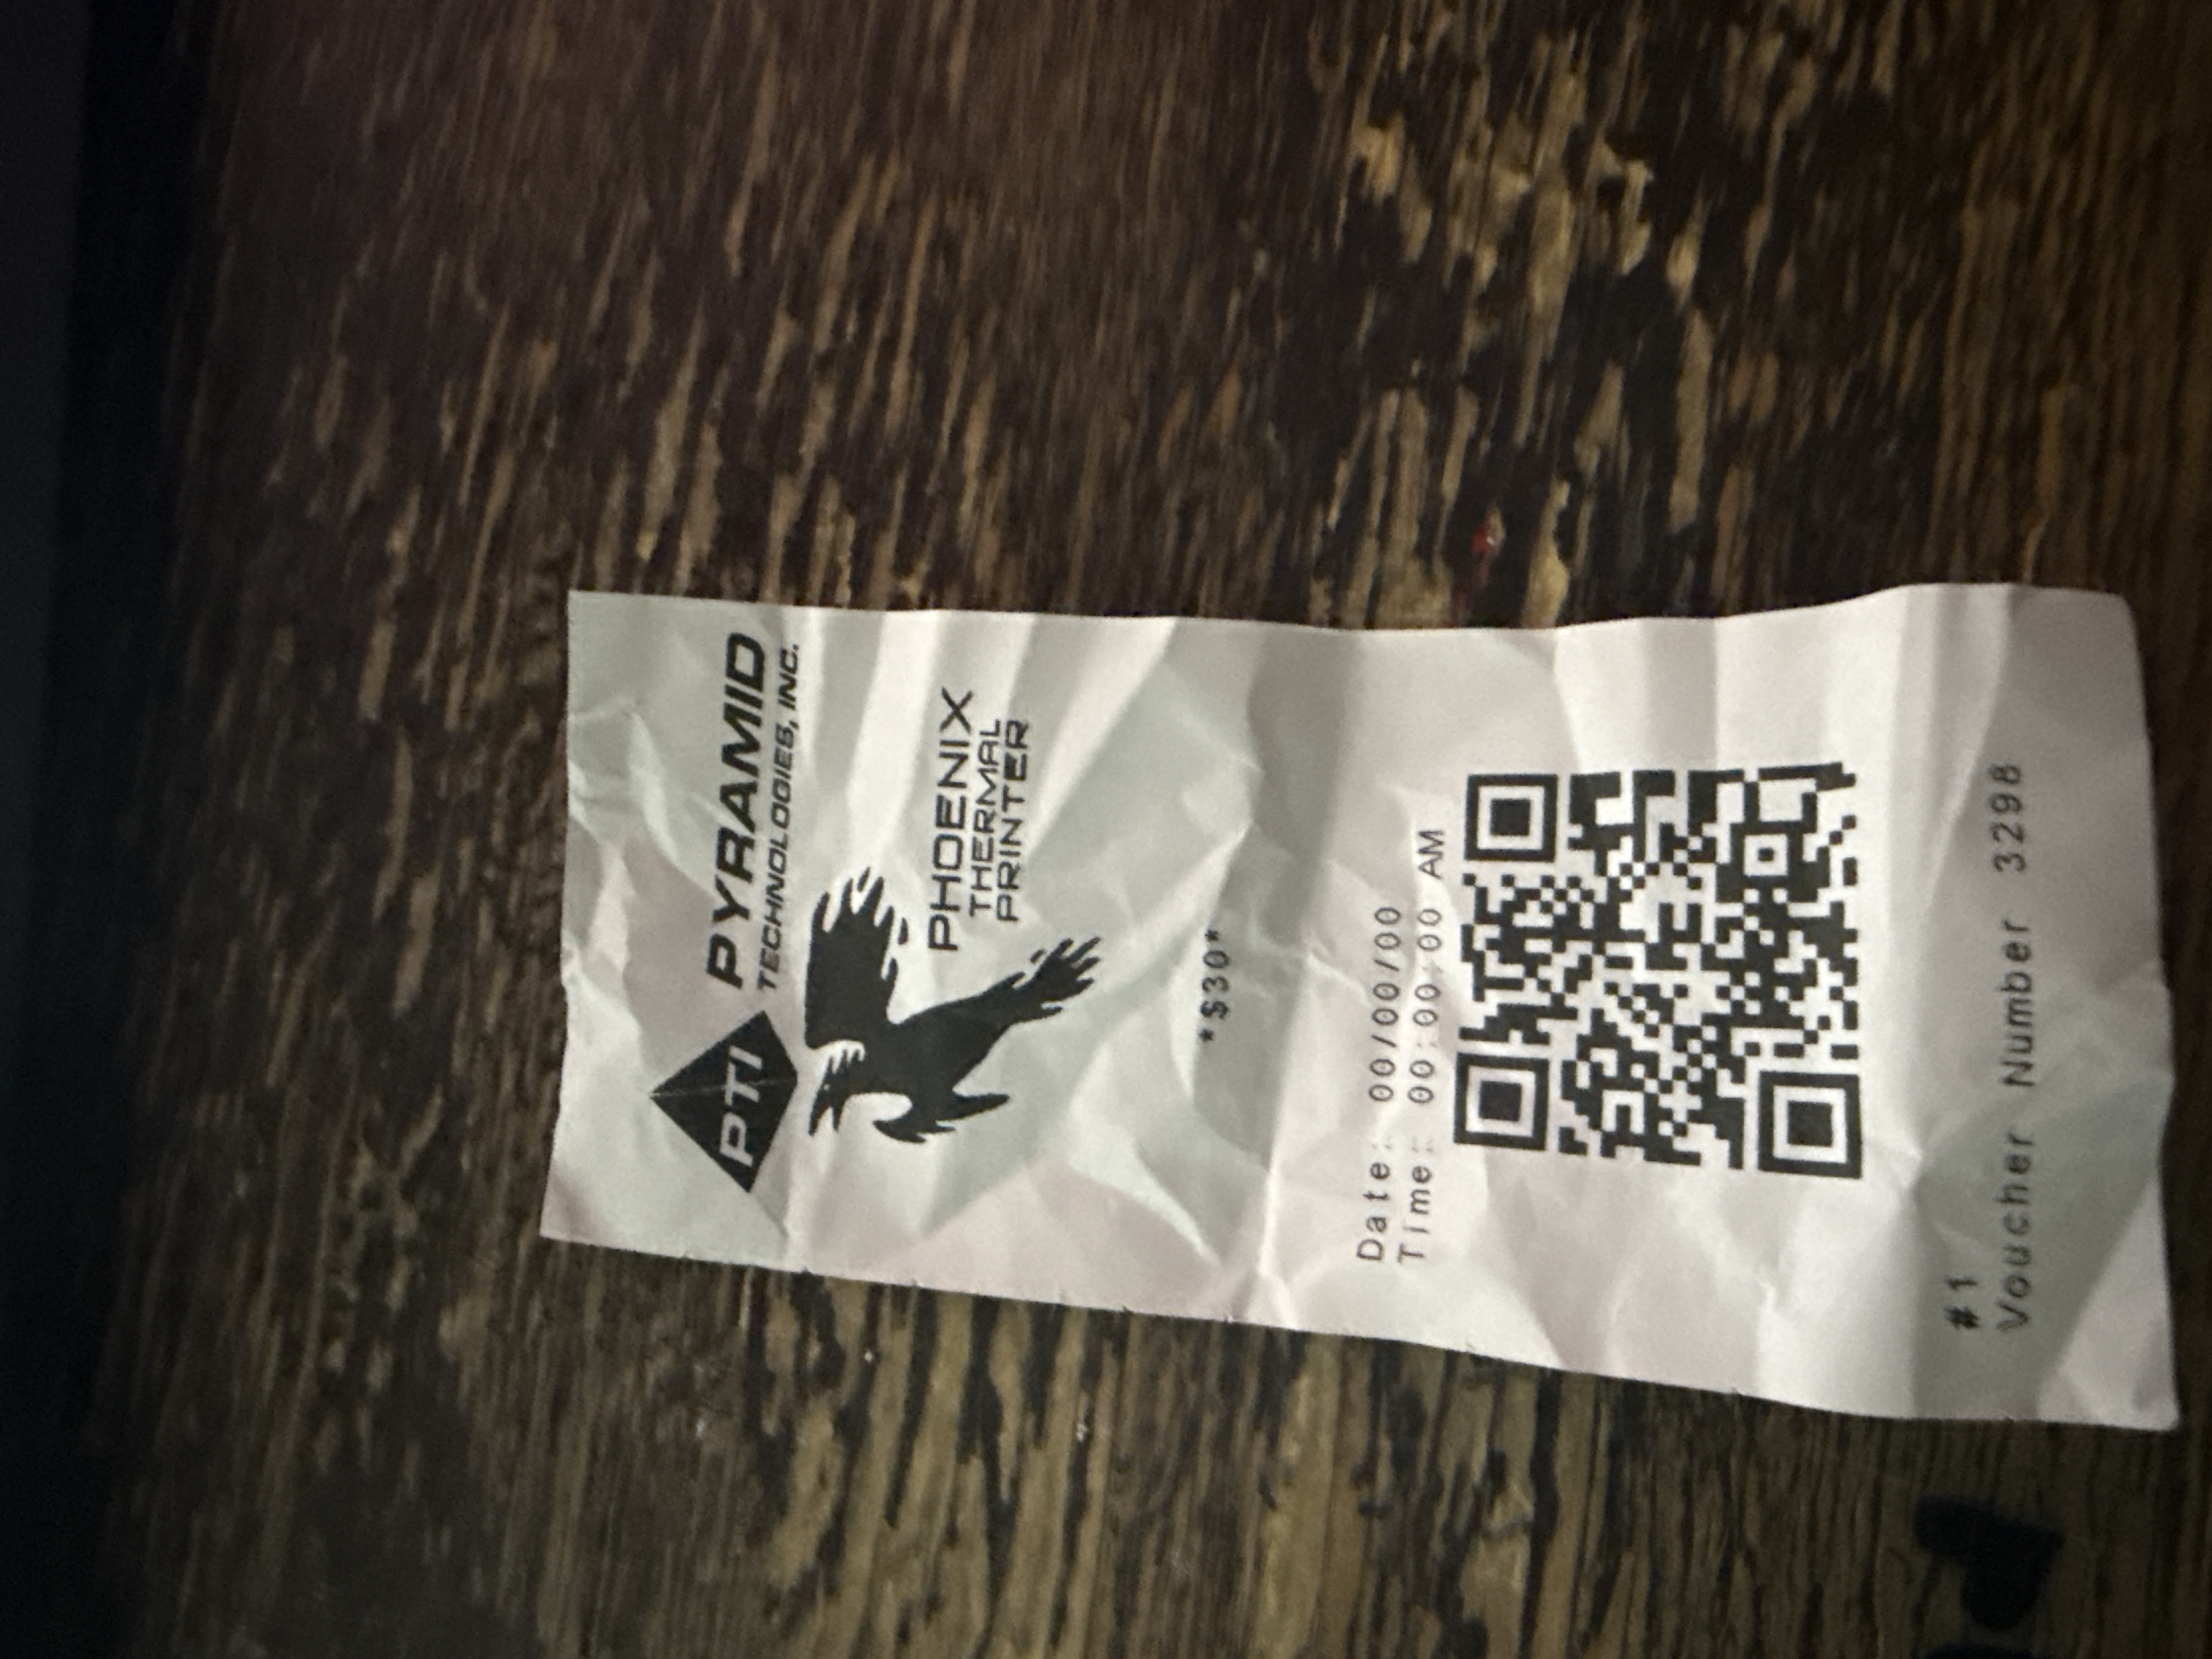 PTI
PYRAMID
TECHNOLOGIES, INC.
PHOENIX
THERMAL
PRINTER
*$30*
Date: 00/00/00
Time: 00:00:00 AM
#1
Voucher Number 3298